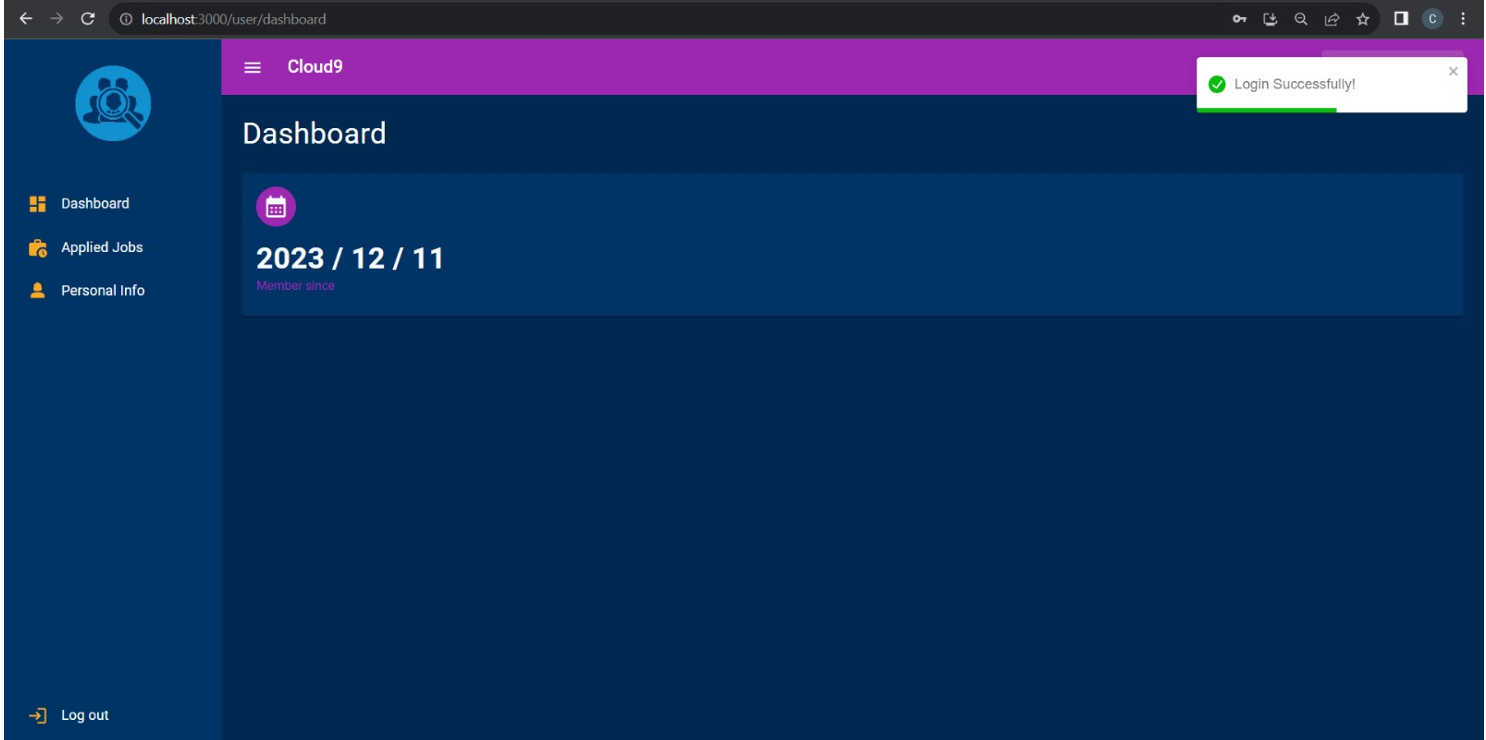 localhost:3000/user/dashboard
C
Cloud9
Login Successfully!
Dashboard
Dashboard
Applied Jobs
Personal Info
2023 / 12 / 11
Member since
Log out